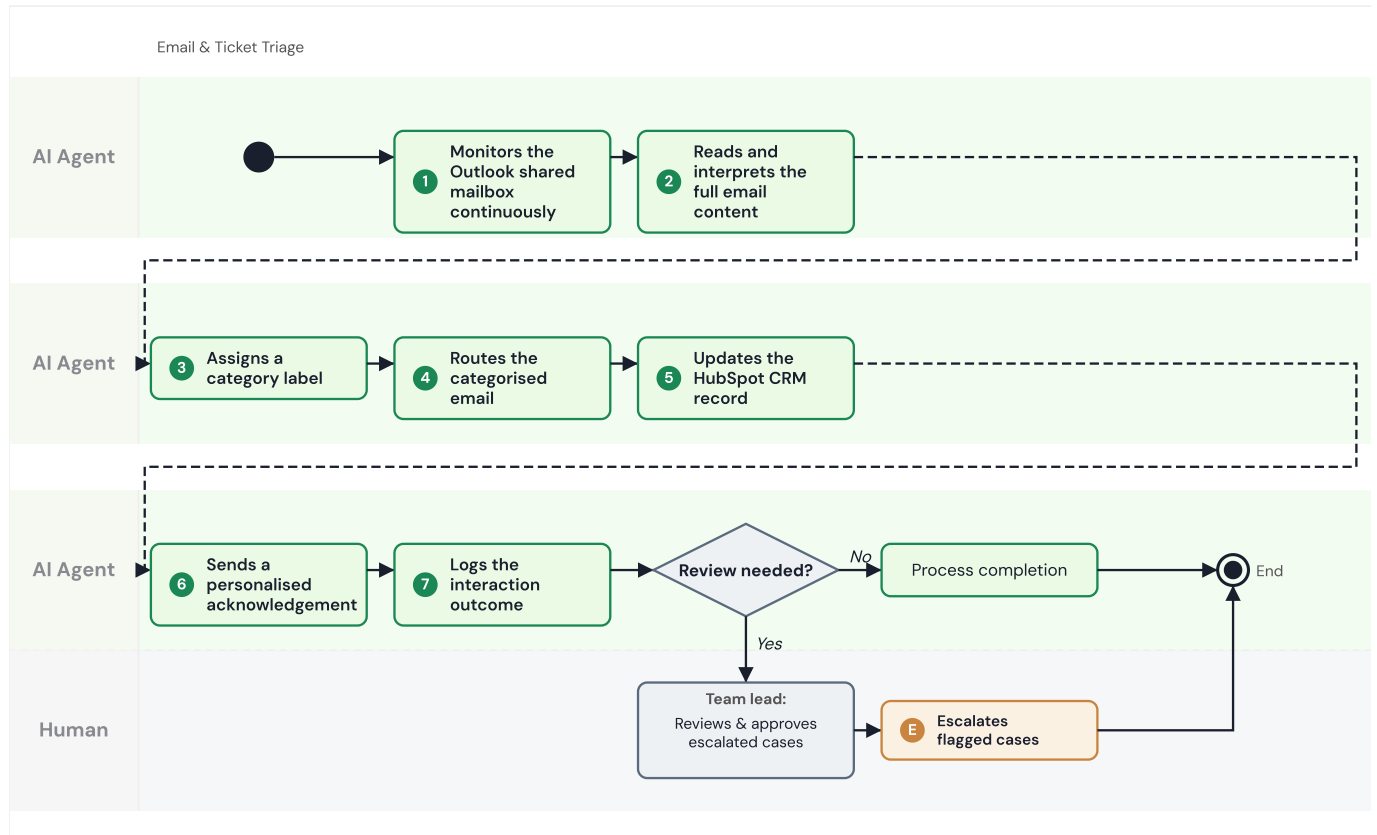 Email & Ticket Triage
AI Agent
1
Monitors the
Outlook shared
mailbox
continuously
2
Reads and
interprets the
full email
content
AI Agent
3
Assigns a
category label
4
Routes the
categorised
email
5
Updates the
HubSpot CRM
record
AI Agent
6
Sends a
personalised
acknowledgement
7
Logs the
interaction
outcome
Review needed?
No
Process completion
End
Yes
Human
Team lead:
Reviews & approves
escalated cases
E
Escalates
flagged cases